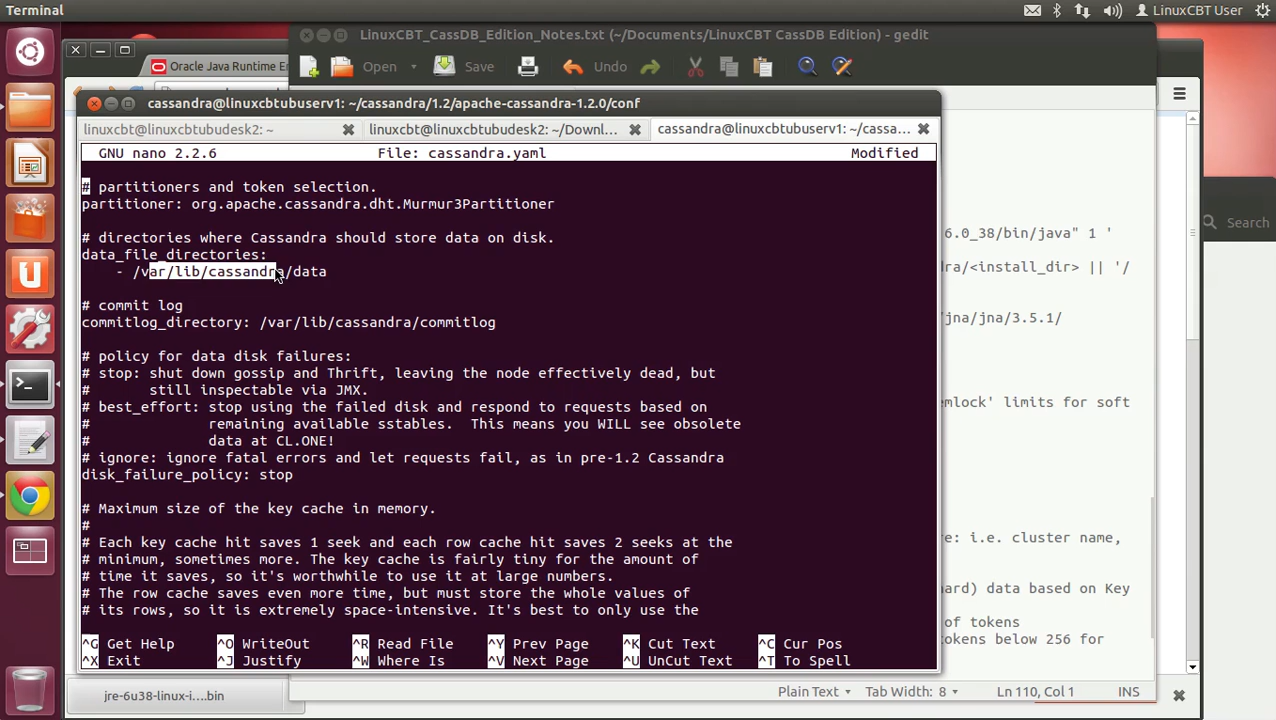 Terminal
LinuxCBT User
LinuxCBT_CassDB_Edition_Notes.txt (~/Documents/LinuxCBT CassDB Edition) - gedit
Oracle Java Runtime En
Open
Save
Undo
cassandra@linuxcbtubuserv1: ~/cassandra/1.2/apache-cassandra-1.2.0/conf
linuxcbt@linuxcbtubudesk2: ~
linuxcbt@linuxcbtubudesk2: ~/Downl...
cassandra@linuxcbtubuserv1: ~/cassa...
GNU nano 2.2.6
File: cassandra.yaml
Modified
# partitioners and token selection.
partitioner: org.apache.cassandra.dht.Murmur3Partitioner
# directories where Cassandra should store data on disk.
data_file_directories:
- /var/lib/cassandra/data
# commit log
commitlog_directory: /var/lib/cassandra/commitlog
# policy for data disk failures:
# stop: shut down gossip and Thrift, leaving the node effectively dead, but
# still inspectable via JMX.
# best_effort: stop using the failed disk and respond to requests based on
# remaining available sstables.  This means you WILL see obsolete
# data at CL.ONE!
# ignore: ignore fatal errors and let requests fail, as in pre-1.2 Cassandra
disk_failure_policy: stop
# Maximum size of the key cache in memory.
#
# Each key cache hit saves 1 seek and each row cache hit saves 2 seeks at the
# minimum, sometimes more. The key cache is fairly tiny for the amount of
# time it saves, so it's worthwhile to use it at large numbers.
# The row cache saves even more time, but must store the whole values of
# its rows, so it is extremely space-intensive. It's best to only use the
^G Get Help ^O WriteOut ^R Read File ^Y Prev Page ^K Cut Text ^C Cur Pos
^X Exit ^J Justify ^W Where Is ^V Next Page ^U UnCut Text ^T To Spell
6.0_38/bin/java" 1 '
ra/<install_dir> || '/
/jna/jna/3.5.1/
emlock' limits for soft
re: i.e. cluster name,
hard) data based on Key
of tokens
tokens below 256 for
Search
jre-6u38-linux-i....bin
Plain Text
Tab Width: 8
Ln 110, Col 1
INS